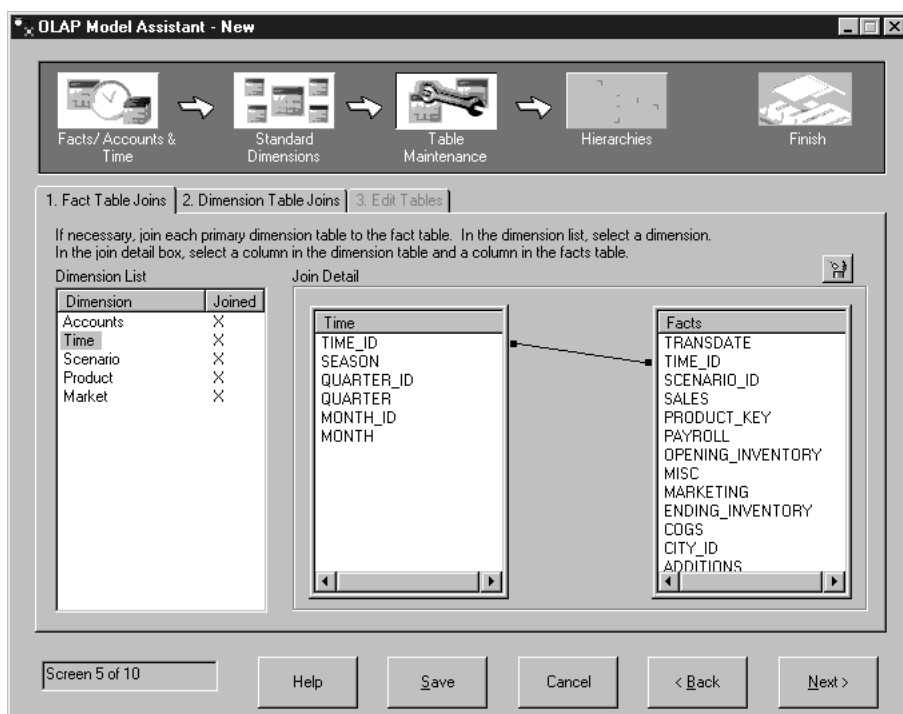 OLAP Model Assistant - New
Facts/ Accounts & Time
Standard Dimensions
Table Maintenance
Hierarchies
Finish
1. Fact Table Joins
2. Dimension Table Joins
3. Edit Tables
If necessary, join each primary dimension table to the fact table. In the dimension list, select a dimension.
In the join detail box, select a column in the dimension table and a column in the facts table.
Dimension List
Dimension Joined
Accounts X
Time X
Scenario X
Product X
Market X
Join Detail
Time
TIME_ID
SEASON
QUARTER_ID
QUARTER
MONTH_ID
MONTH
Facts
TRANSDATE
TIME_ID
SCENARIO_ID
SALES
PRODUCT_KEY
PAYROLL
OPENING_INVENTORY
MISC
MARKETING
ENDING_INVENTORY
COGS
CITY_ID
ADDITIONS
Screen 5 of 10
Help
Save
Cancel
< Back
Next >